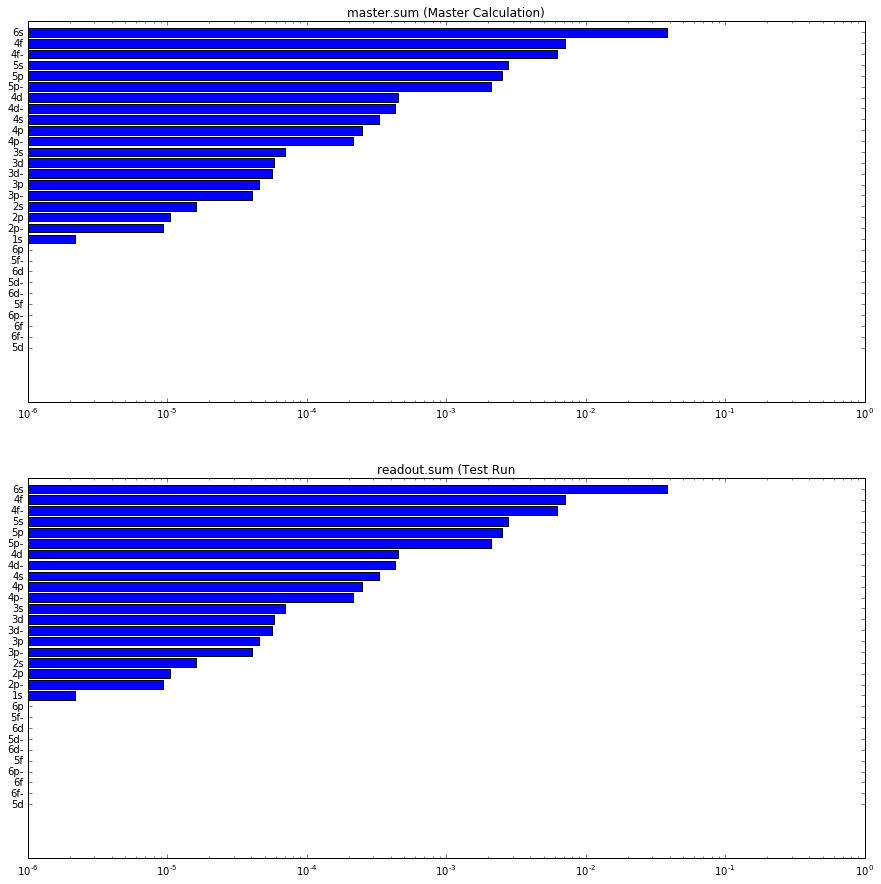 master.sum (Master Calculation)
6s
4f
4f-
5s
5p
5p-
4d
4d-
4s
4p
4p-
3s
3d
3d-
3p
3p-
2s
2p
2p-
1s
6p
5f-
6d
5d-
6d-
5f
6p-
6f
6f-
5d
10^-6 10^-5 10^-4 10^-3 10^-2 10^-1 10^0
readout.sum (Test Run
6s
4f
4f-
5s
5p
5p-
4d
4d-
4s
4p
4p-
3s
3d
3d-
3p
3p-
2s
2p
2p-
1s
6p
5f-
6d
5d-
6d-
5f
6p-
6f
6f-
5d
10^-6 10^-5 10^-4 10^-3 10^-2 10^-1 10^0